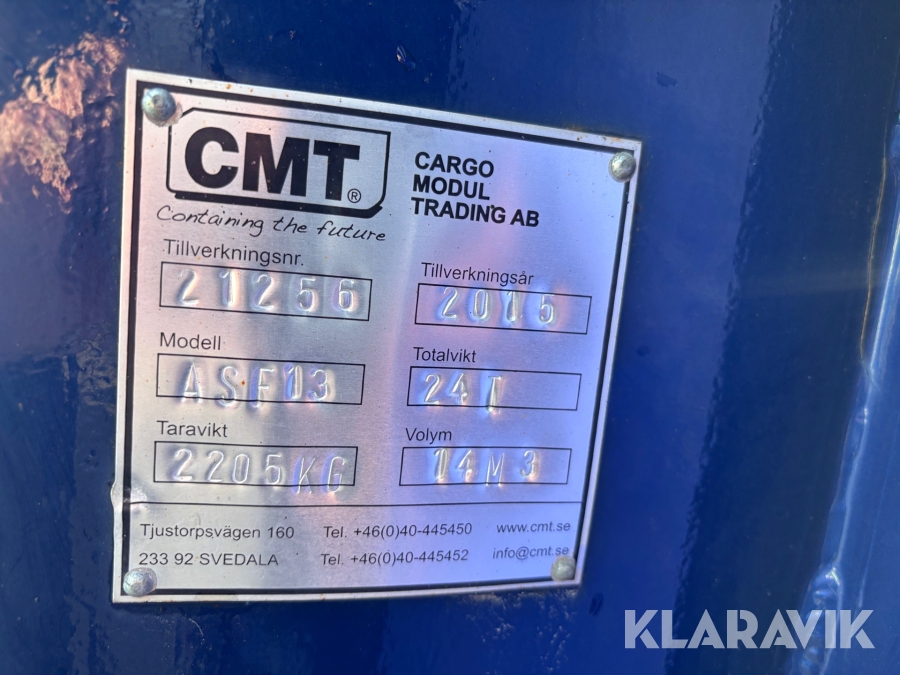 CMT®
Containing the future
CARGO
MODUL
TRADING AB
Tillverkningsnr.
21256
Tillverkningsår
2015
Modell
ASF13
Totalvikt
24T
Taravikt
2205KG
Volym
14M3
Tjustorpsvägen 160 Tel. +46(0)40-445450 www.cmt.se
233 92 SVEDALA Tel. +46(0)40-445452 info@cmt.se
KLARAVIK